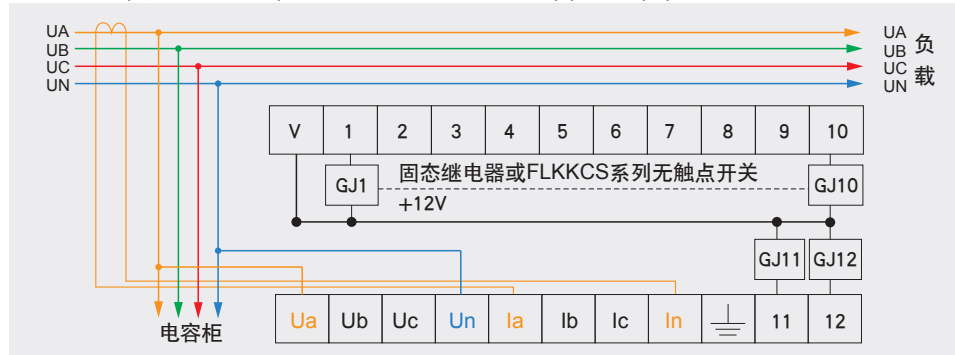 UA UA
UB UB 负
UC UC 载
UN UN
V 1 2 3 4 5 6 7 8 9 10
GJ1 固态继电器或FLKKCS系列无触点开关 GJ10
+12V
GJ11 GJ12
Ua Ub Uc Un Ia Ib Ic In 11 12
电容柜